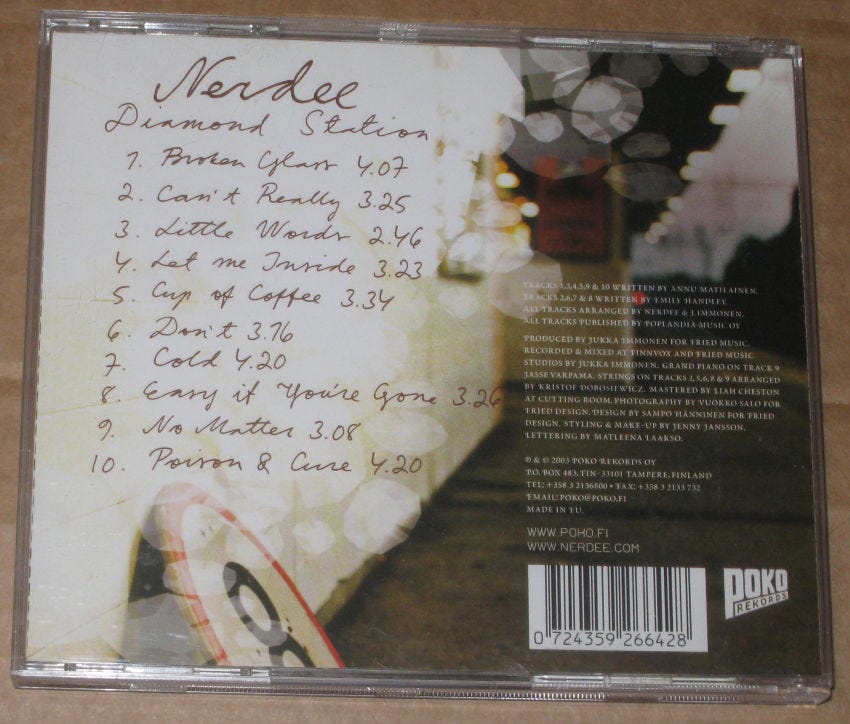 Nerdee
Diamond Station
1. Broken Glass 4.07
2. Can't Really 3.25
3. Little Words 2.46
4. Let me Inside 3.23
5. Cup of Coffee 3.34
6. Don't 3.16
7. Cold 4.20
8. Easy if You're Gone 3.26
9. No Matter 3.08
10. Poison & Cure 4.20
TRACKS 1,3,4,5,9 & 10 WRITTEN BY ANNU MATILAINEN.
TRACKS 2,6,7 & 8 WRITTEN BY EMILY HANDLEY.
ALL TRACKS ARRANGED BY NERDEE & J.IMMONEN.
ALL TRACKS PUBLISHED BY POPLANDIA MUSIC OY
PRODUCED BY JUKKA IMMONEN FOR FRIED MUSIC.
RECORDED & MIXED AT FINNVOX AND FRIED MUSIC
STUDIOS BY JUKKA IMMONEN. GRAND PIANO ON TRACK 9
JASSE VARPAMA. STRINGS ON TRACKS 2,5,6,8 & 9 ARRANGED
BY KRISTOF DOBOSIEWICZ. MASTERED BY LIAH CHESTON
AT CUTTING ROOM. PHOTOGRAPHY BY VUOKKO SALO FOR
FRIED DESIGN. DESIGN BY SAMPO HÄNNINEN FOR FRIED
DESIGN. STYLING & MAKE-UP BY JENNY JANSSON.
LETTERING BY MATLEENA LAAKSO.
℗ & © 2003 POKO REKORDS OY
P.O. BOX 483, FIN-33101 TAMPERE, FINLAND
TEL: +358 3 2136800 • FAX: +358 3 2133 732
EMAIL: POKO@POKO.FI
MADE IN EU.
WWW.POKO.FI
WWW.NERDEE.COM
0 724359 266428
POKO
REKORDS